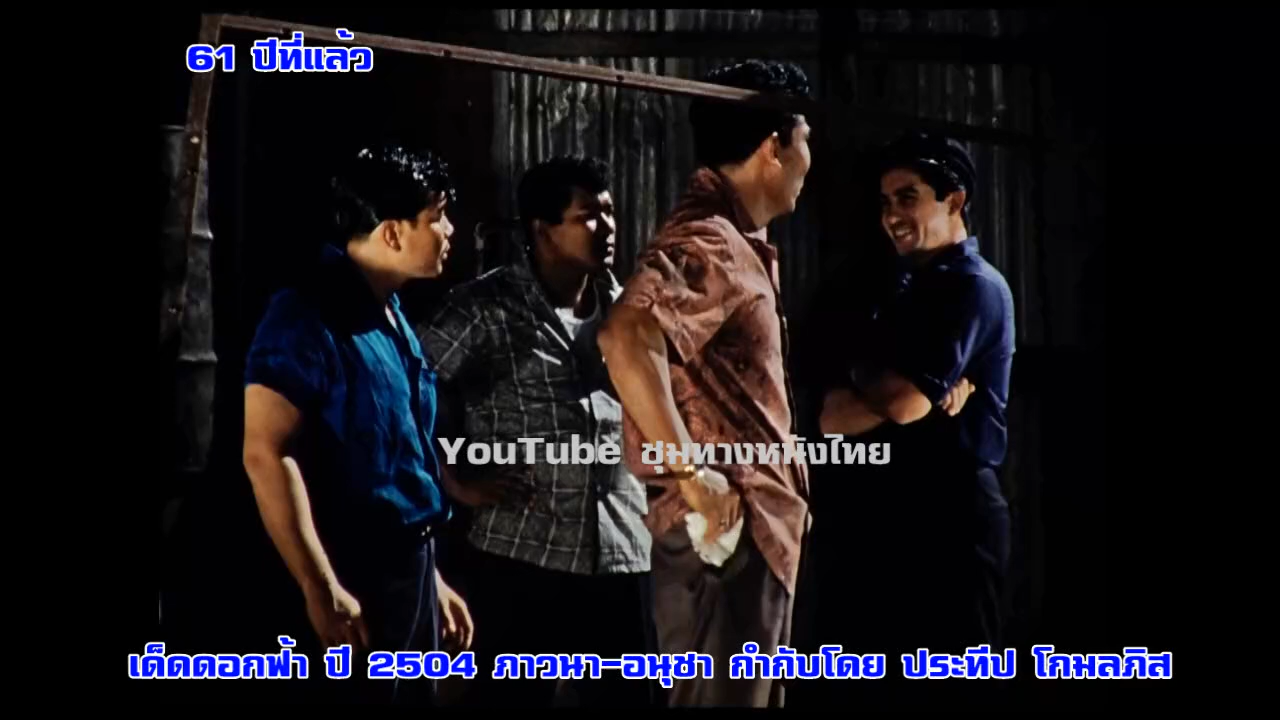 61 ปีที่แล้ว
YouTube ชุมทางหนังไทย
เด็ดดอกฟ้า ปี 2504 ภาวนา-อนุชา กำกับโดย ประทีป โกมลภิส